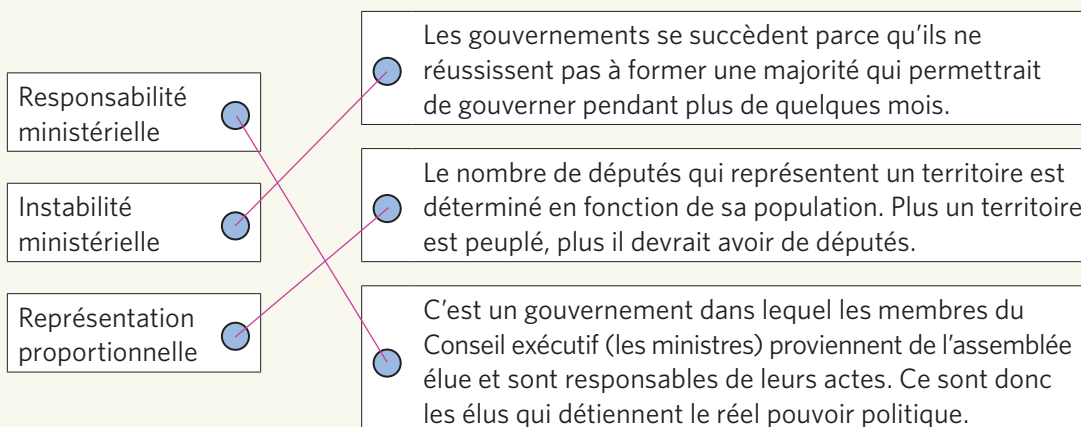 Responsabilité
ministérielle
Instabilité
ministérielle
Représentation
proportionnelle
Les gouvernements se succèdent parce qu'ils ne
réussissent pas à former une majorité qui permettrait
de gouverner pendant plus de quelques mois.
Le nombre de députés qui représentent un territoire est
déterminé en fonction de sa population. Plus un territoire
est peuplé, plus il devrait avoir de députés.
C'est un gouvernement dans lequel les membres du
Conseil exécutif (les ministres) proviennent de l'assemblée
élue et sont responsables de leurs actes. Ce sont donc
les élus qui détiennent le réel pouvoir politique.